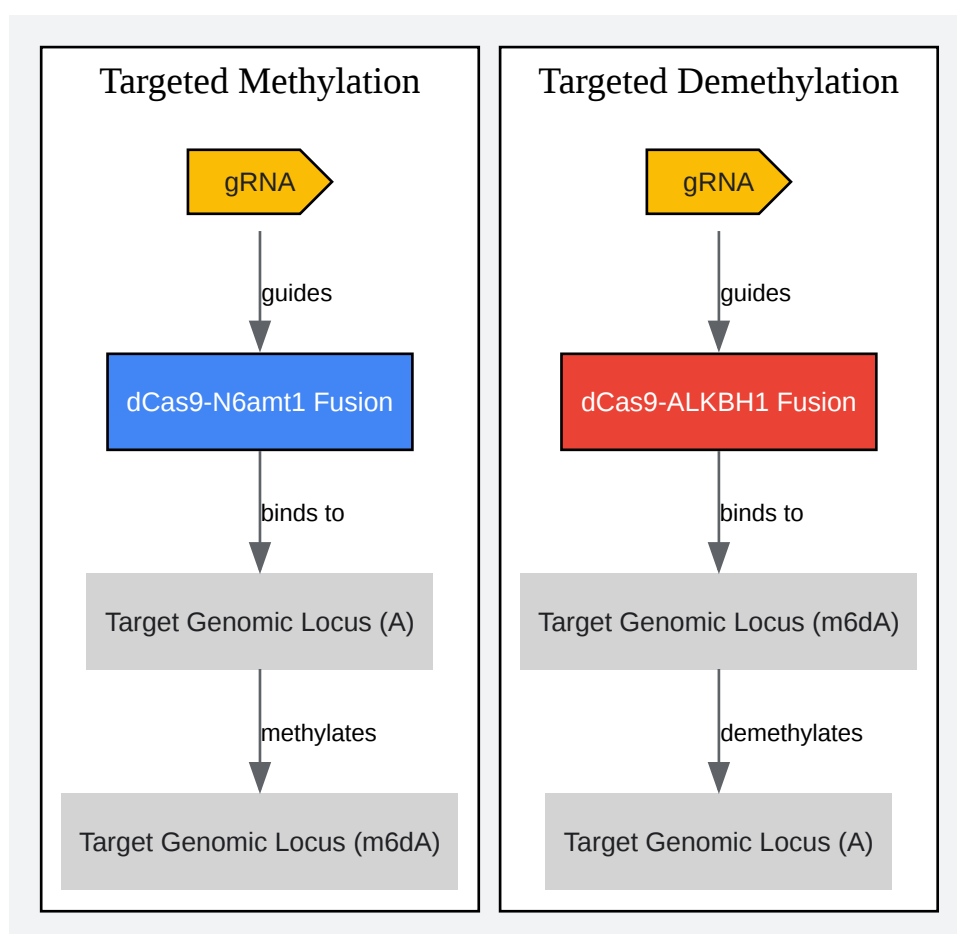 Targeted Methylation
gRNA
guides
dCas9-N6amt1 Fusion
binds to
Target Genomic Locus (A)
methylates
Target Genomic Locus (m6dA)
Targeted Demethylation
gRNA
guides
dCas9-ALKBH1 Fusion
binds to
Target Genomic Locus (m6dA)
demethylates
Target Genomic Locus (A)